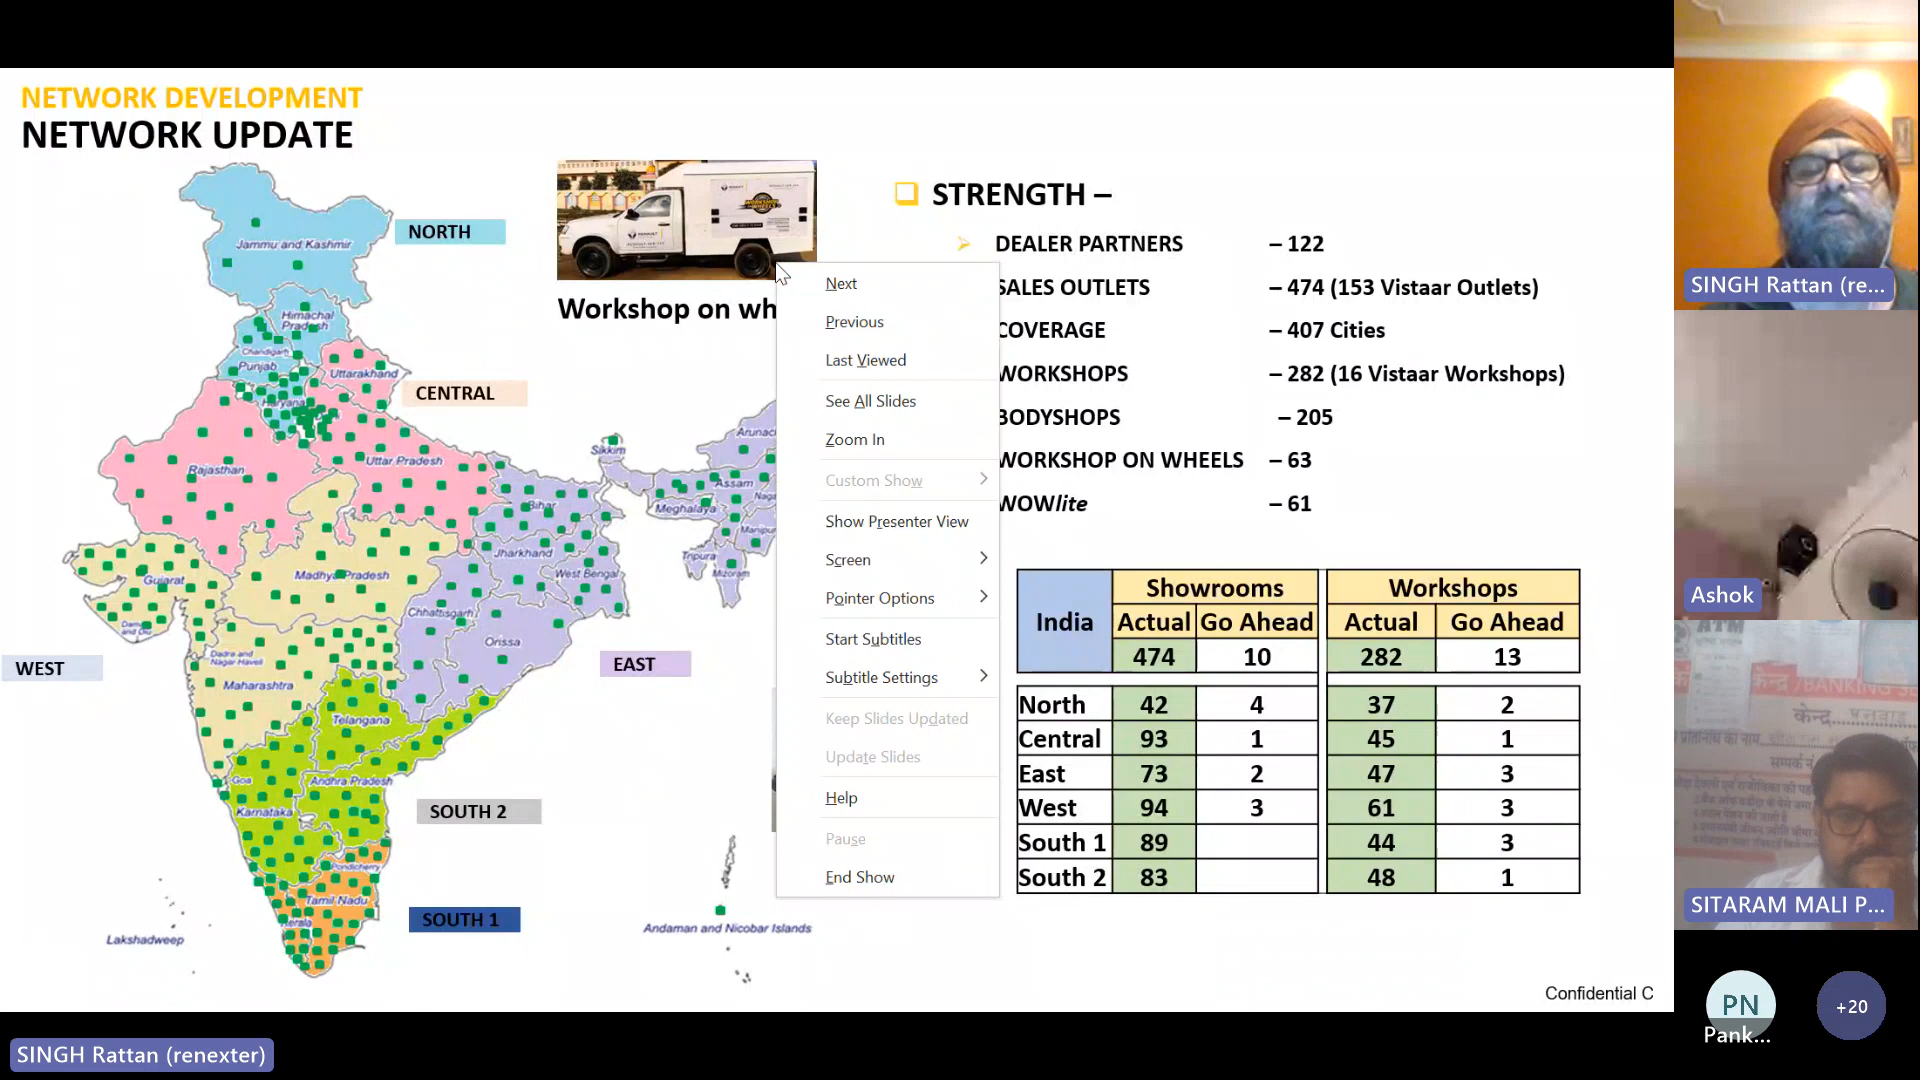 NETWORK DEVELOPMENT
NETWORK UPDATE
NORTH
CENTRAL
WEST
EAST
SOUTH 2
SOUTH 1
Jammu and Kashmir
Himachal
Pradesh
Chandigarh
Punjab
Uttarakhand
Haryana
Rajasthan
Uttar Pradesh
Sikkim
Assam
Meghalaya
Tripura
Mizoram
Bihar
Jharkhand
West Bengal
Gujarat
Madhya Pradesh
Chhattisgarh
Orissa
Dadra and
Nagar Haveli
Maharashtra
Telangana
Goa
Andhra Pradesh
Karnataka
Pondicherry
Tamil Nadu
Kerala
Lakshadweep
Andaman and Nicobar Islands
Workshop on wh
Next
Previous
Last Viewed
See All Slides
Zoom In
Custom Show
Show Presenter View
Screen
Pointer Options
Start Subtitles
Subtitle Settings
Keep Slides Updated
Update Slides
Help
Pause
End Show
STRENGTH –
DEALER PARTNERS – 122
SALES OUTLETS – 474 (153 Vistaar Outlets)
COVERAGE – 407 Cities
WORKSHOPS – 282 (16 Vistaar Workshops)
BODYSHOPS – 205
WORKSHOP ON WHEELS – 63
WOWlite – 61
India Showrooms Workshops
Actual Go Ahead Actual Go Ahead
474 10 282 13
North 42 4 37 2
Central 93 1 45 1
East 73 2 47 3
West 94 3 61 3
South 1 89 44 3
South 2 83 48 1
Confidential C
SINGH Rattan (renexter)
SINGH Rattan (re...
Ashok
SITARAM MALI P...
PN
Pank...
+20